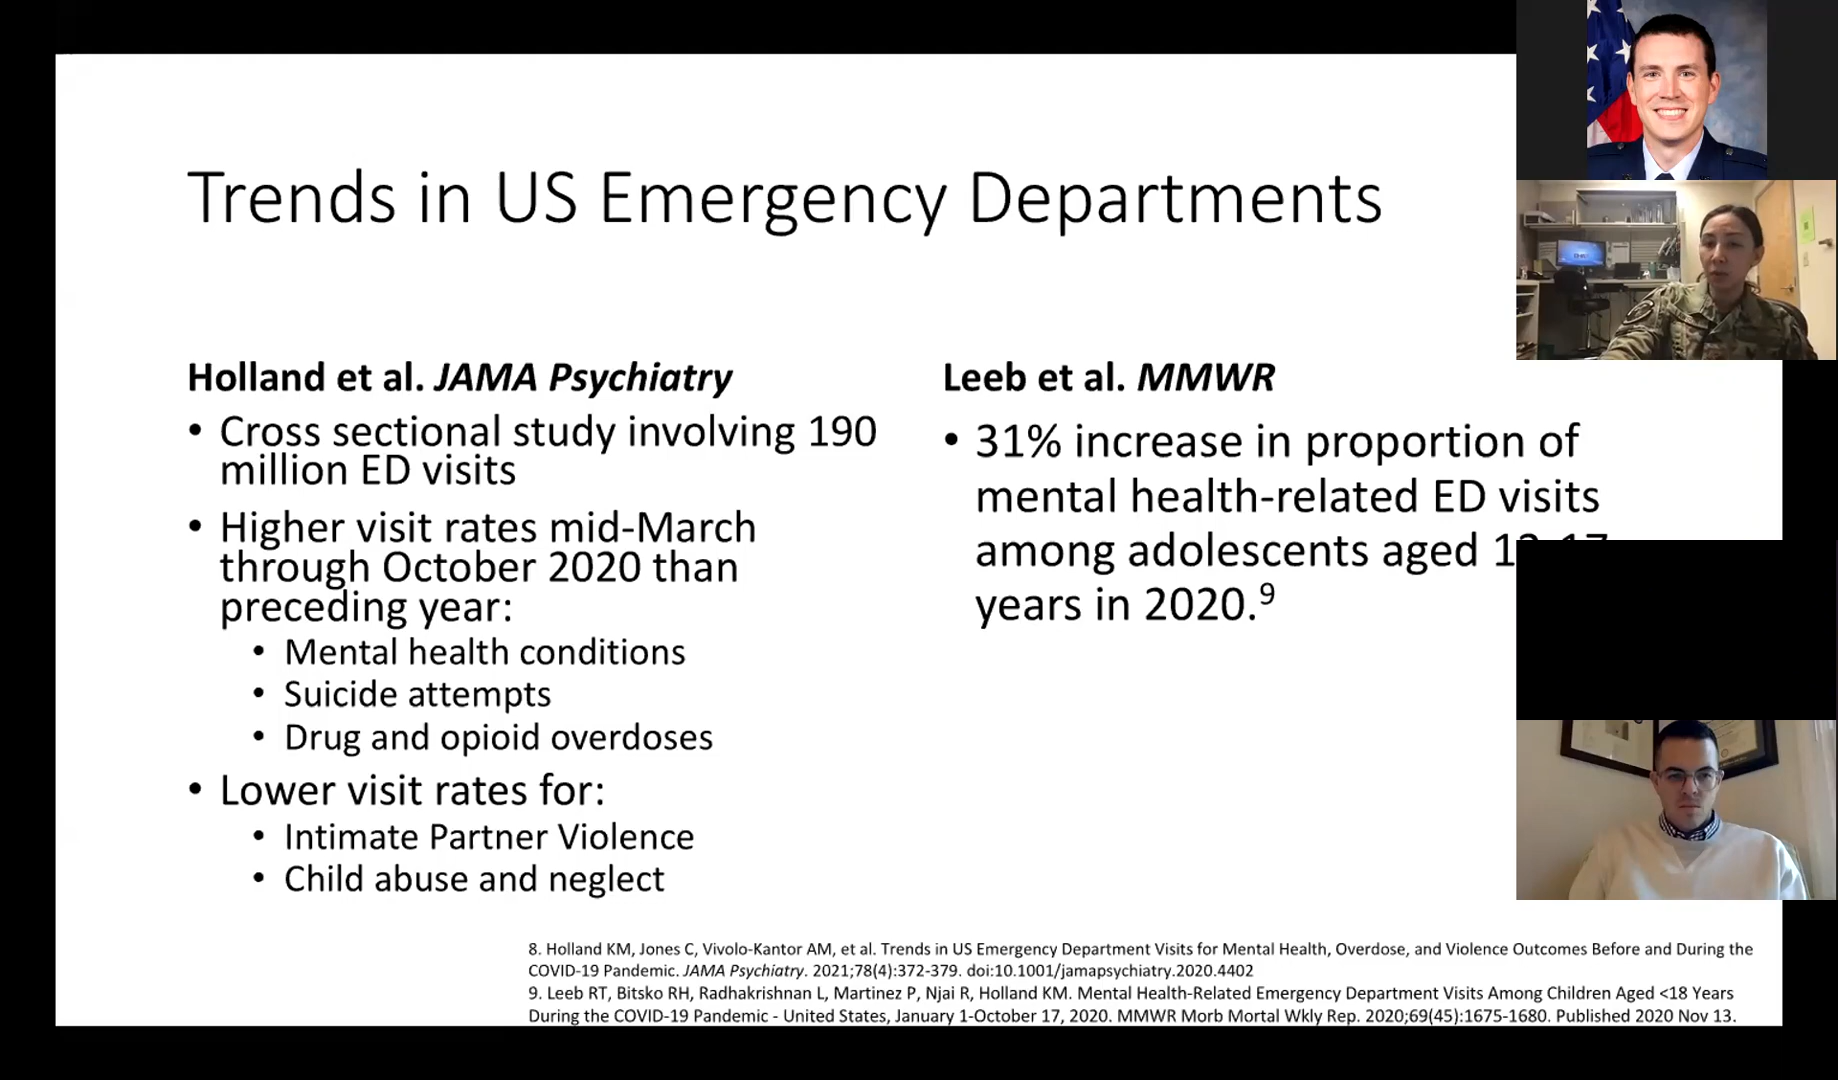 Trends in US Emergency Departments
Holland et al. JAMA Psychiatry
• Cross sectional study involving 190
million ED visits
• Higher visit rates mid-March
through October 2020 than
preceding year:
• Mental health conditions
• Suicide attempts
• Drug and opioid overdoses
• Lower visit rates for:
• Intimate Partner Violence
• Child abuse and neglect
Leeb et al. MMWR
• 31% increase in proportion of
mental health-related ED visits
among adolescents aged
years in 2020.⁹
8. Holland KM, Jones C, Vivolo-Kantor AM, et al. Trends in US Emergency Department Visits for Mental Health, Overdose, and Violence Outcomes Before and During the
COVID-19 Pandemic. JAMA Psychiatry. 2021;78(4):372-379. doi:10.1001/jamapsychiatry.2020.4402
9. Leeb RT, Bitsko RH, Radhakrishnan L, Martinez P, Njai R, Holland KM. Mental Health-Related Emergency Department Visits Among Children Aged <18 Years
During the COVID-19 Pandemic - United States, January 1-October 17, 2020. MMWR Morb Mortal Wkly Rep. 2020;69(45):1675-1680. Published 2020 Nov 13.